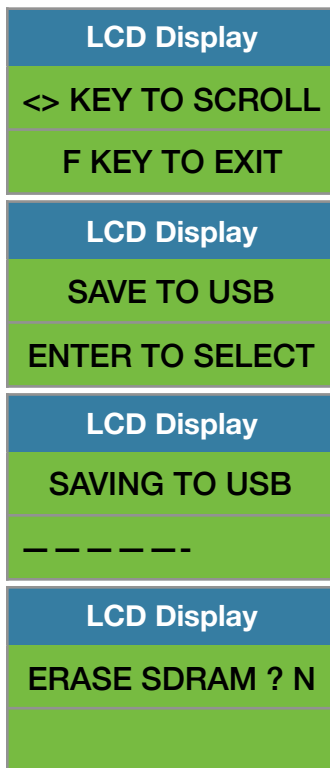 LCD Display
<> KEY TO SCROLL
F KEY TO EXIT
LCD Display
SAVE TO USB
ENTER TO SELECT
LCD Display
SAVING TO USB
— — — — —-
LCD Display
ERASE SDRAM ? N